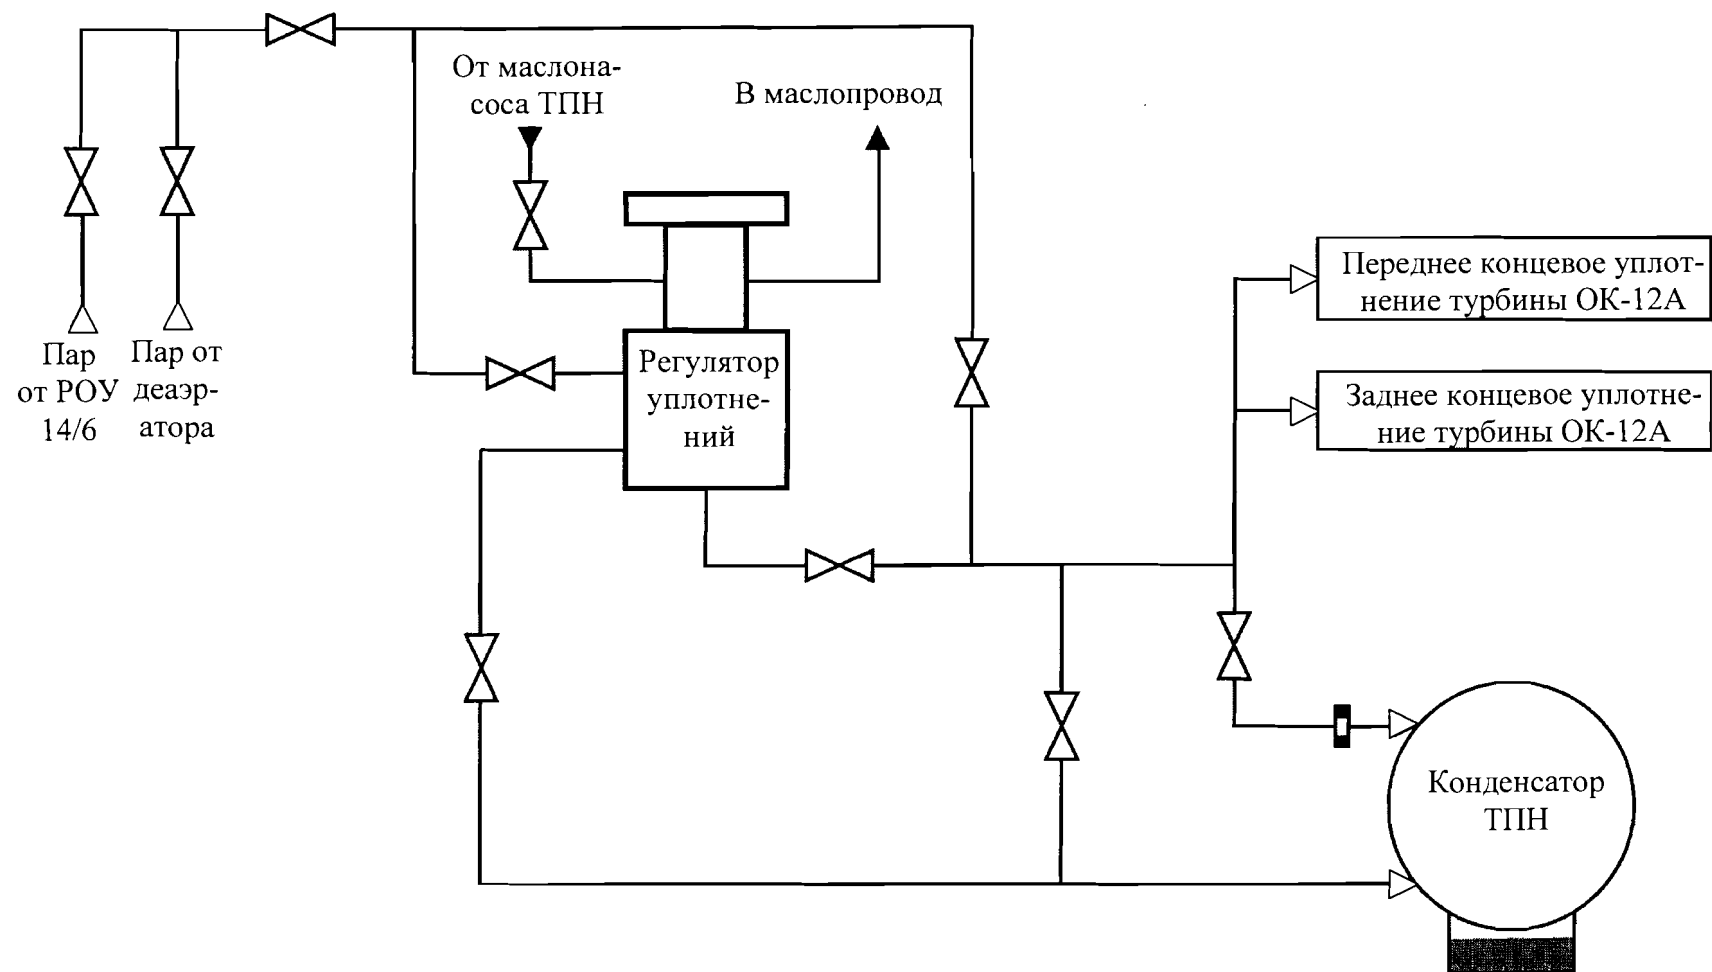 От маслона-
соса ТПН
В маслопровод
Переднее концевое уплот-
нение турбины ОК-12А
Пар
от РОУ
14/6
Пар от
деаэр-
атора
Регулятор
уплотне-
ний
Заднее концевое уплотне-
ние турбины ОК-12А
Конденсатор
ТПН